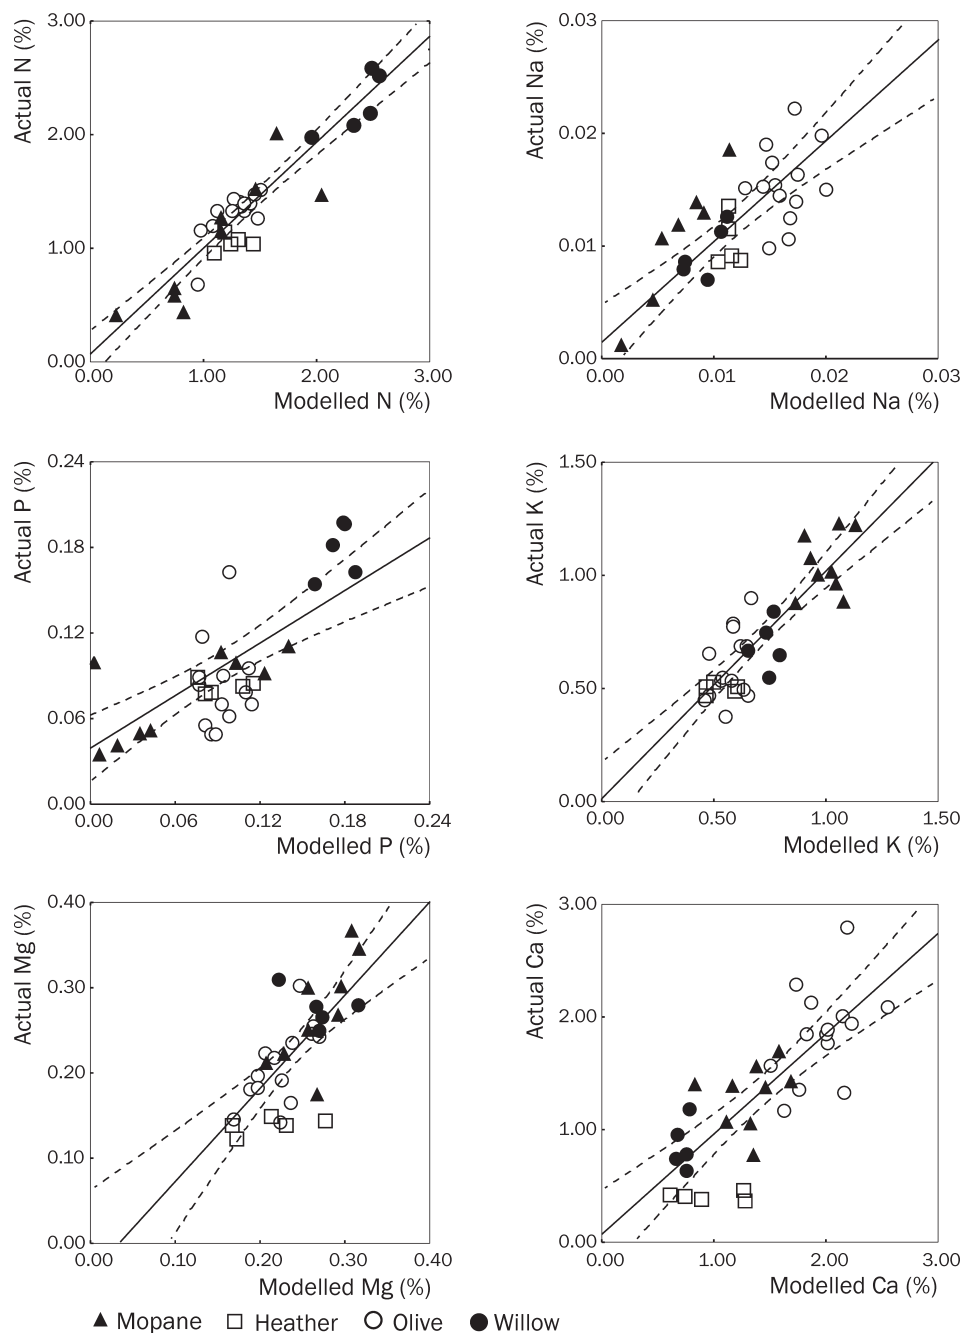 Actual N (%)
3.00
2.00
1.00
0.00
0.00 1.00 2.00 3.00
Modelled N (%)
Actual Na (%)
0.03
0.02
0.01
0.00
0.00 0.01 0.02 0.03
Modelled Na (%)
Actual P (%)
0.24
0.18
0.12
0.06
0.00
0.00 0.06 0.12 0.18 0.24
Modelled P (%)
Actual K (%)
1.50
1.00
0.50
0.00
0.00 0.50 1.00 1.50
Modelled K (%)
Actual Mg (%)
0.40
0.30
0.20
0.10
0.00
0.00 0.10 0.20 0.30 0.40
Modelled Mg (%)
Actual Ca (%)
3.00
2.00
1.00
0.00
0.00 1.00 2.00 3.00
Modelled Ca (%)
Mopane Heather Olive Willow